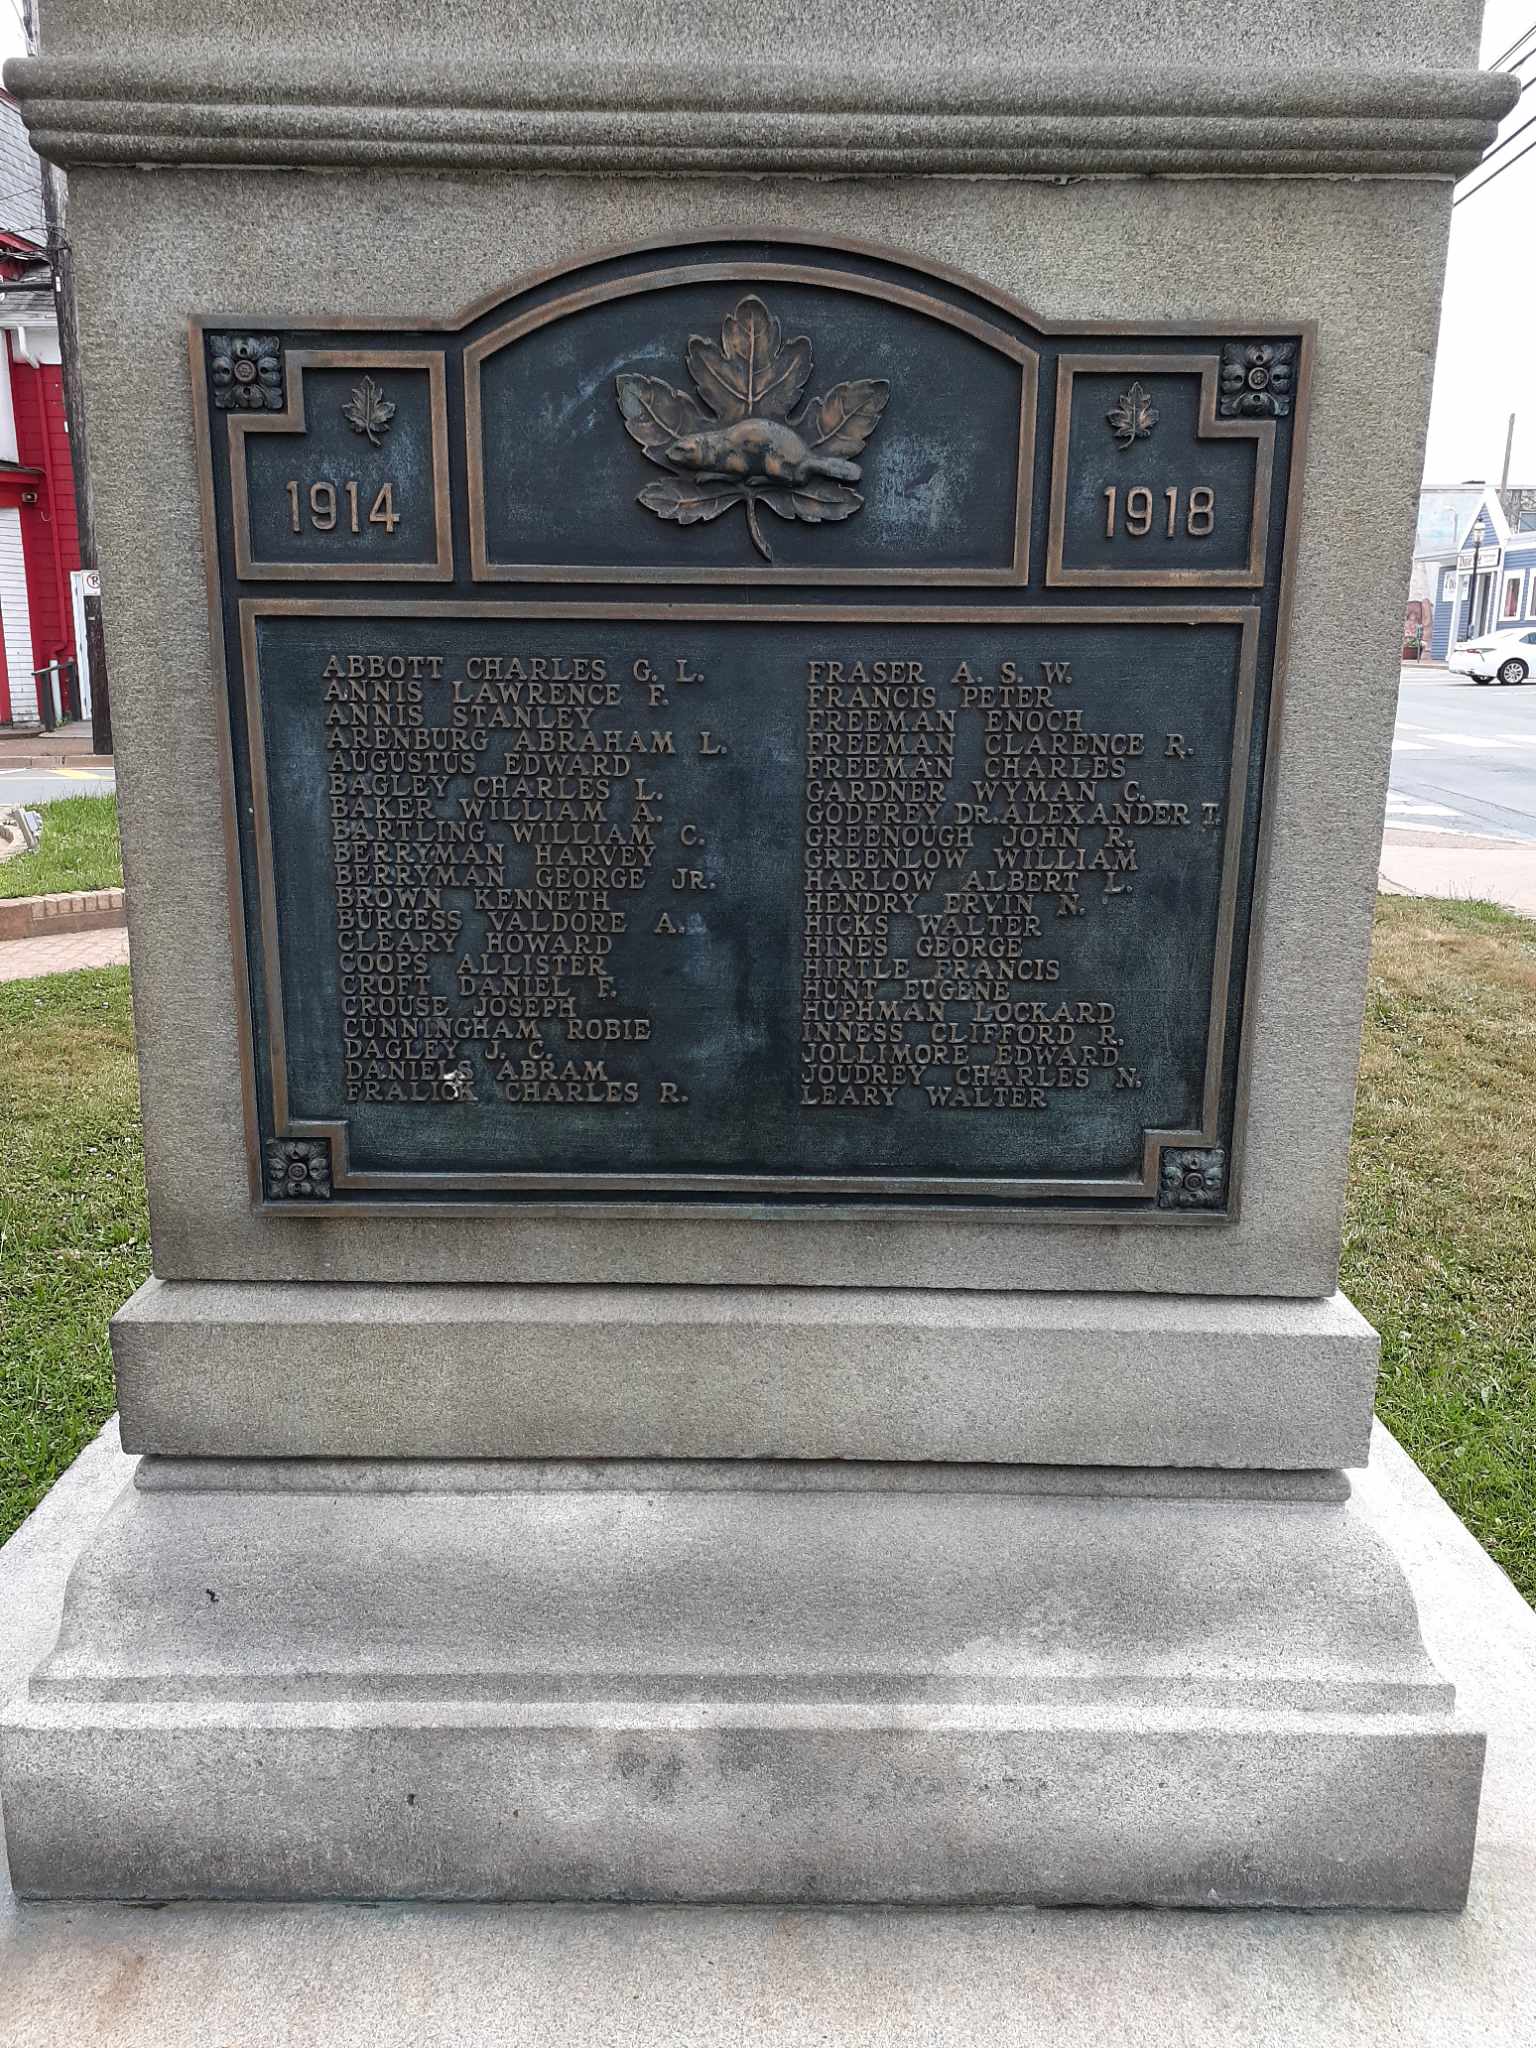 1914
1918
ABBOTT CHARLES G. L.
ANNIS LAWRENCE F.
ANNIS STANLEY
ARENBURG ABRAHAM L.
AUGUSTUS EDWARD
BAGLEY CHARLES L.
BAKER WILLIAM A.
BARTLING WILLIAM C.
BERRYMAN HARVEY
BERRYMAN GEORGE JR.
BROWN KENNETH
BURGESS VALDORE A.
CLEARY HOWARD
COOPS ALLISTER
CROFT DANIEL F.
CROUSE JOSEPH
CUNNINGHAM ROBIE
DAGLEY J. C.
DANIELS ABRAM
FRALICK CHARLES R.
FRASER A. S. W.
FRANCIS PETER
FREEMAN ENOCH
FREEMAN CLARENCE R.
FREEMAN CHARLES
GARDNER WYMAN C.
GODFREY DR. ALEXANDER T.
GREENOUGH JOHN R.
GREENLOW WILLIAM
HARLOW ALBERT L.
HENDRY ERVIN N.
HICKS WALTER
HINES GEORGE
HIRTLE FRANCIS
HUNT EUGENE
HUPHMAN LOCKARD
INNESS CLIFFORD R.
JOLLIMORE EDWARD
JOUDREY CHARLES N.
LEARY WALTER